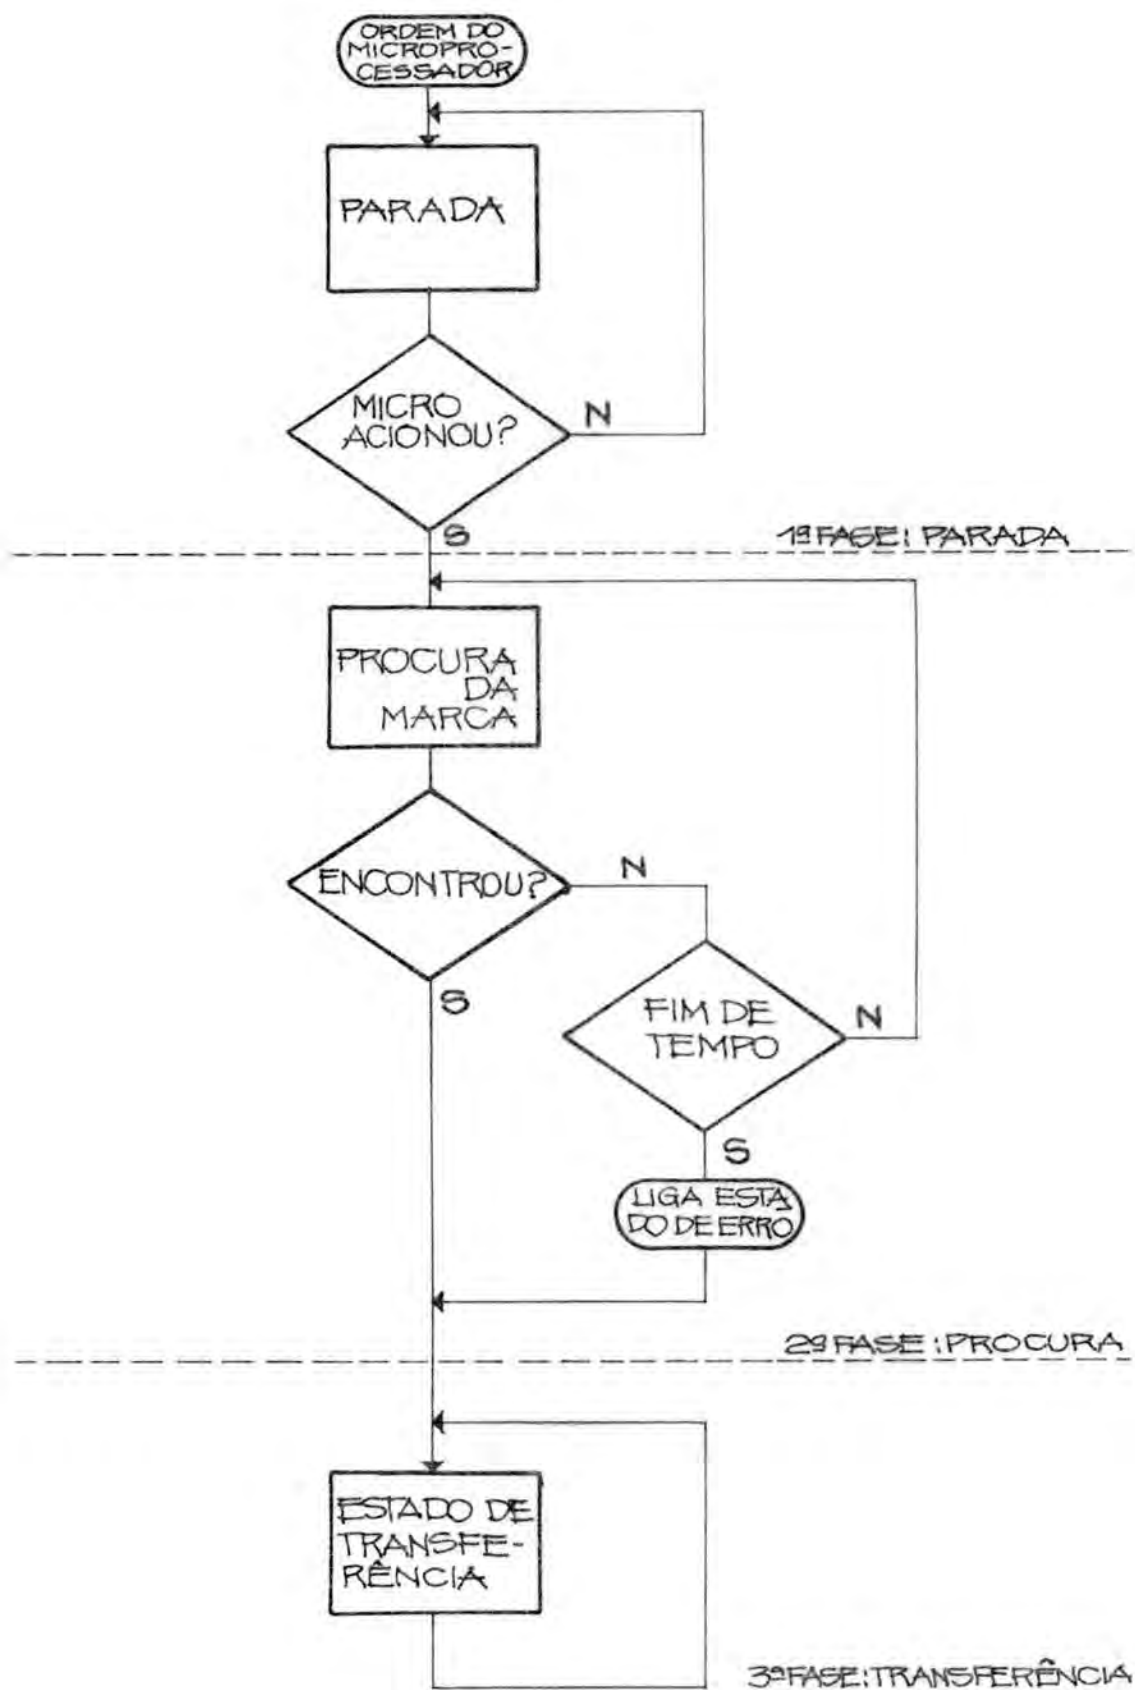 ORDEM DO
MICROPRO-
CESSADOR
PARADA
MICRO
ACIONOU?
N
S
1ª FASE: PARADA
PROCURA
DA
MARCA
ENCONTROU?
N
S
FIM DE
TEMPO
N
S
LIGA ESTA
DO DE ERRO
2ª FASE: PROCURA
ESTADO DE
TRANSFE-
RÊNCIA
3ª FASE: TRANSFERÊNCIA